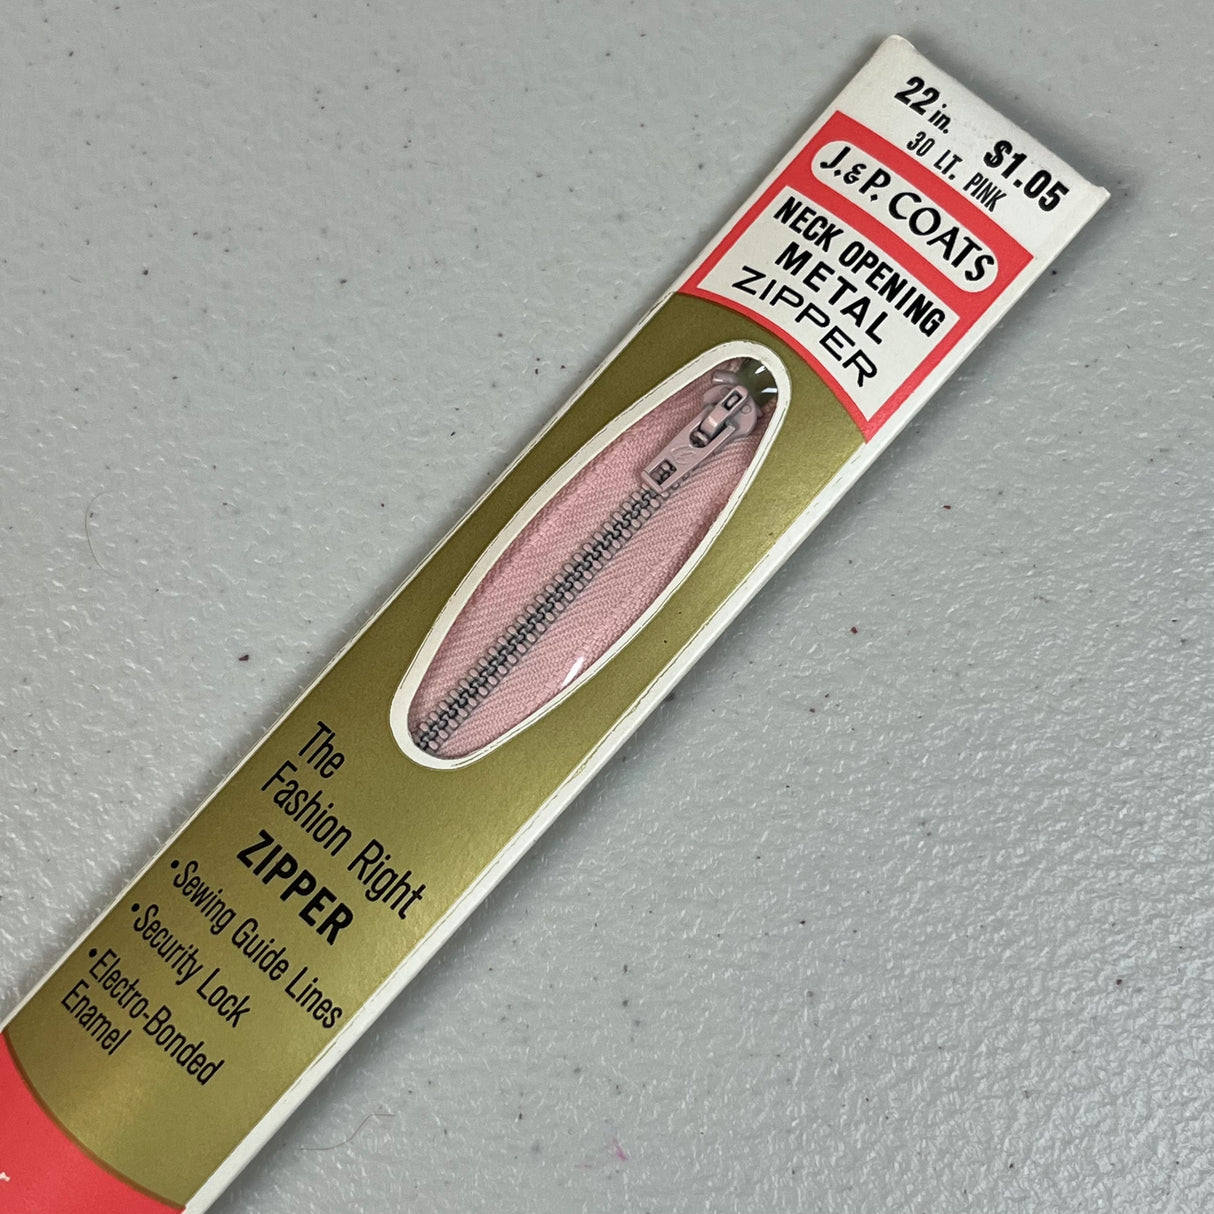 22 in. $1.05
30 LT. PINK
J. & P. COATS
NECK OPENING
METAL
ZIPPER
The
Fashion Right
ZIPPER
•Sewing Guide Lines
•Security Lock
•Electro-Bonded
Enamel